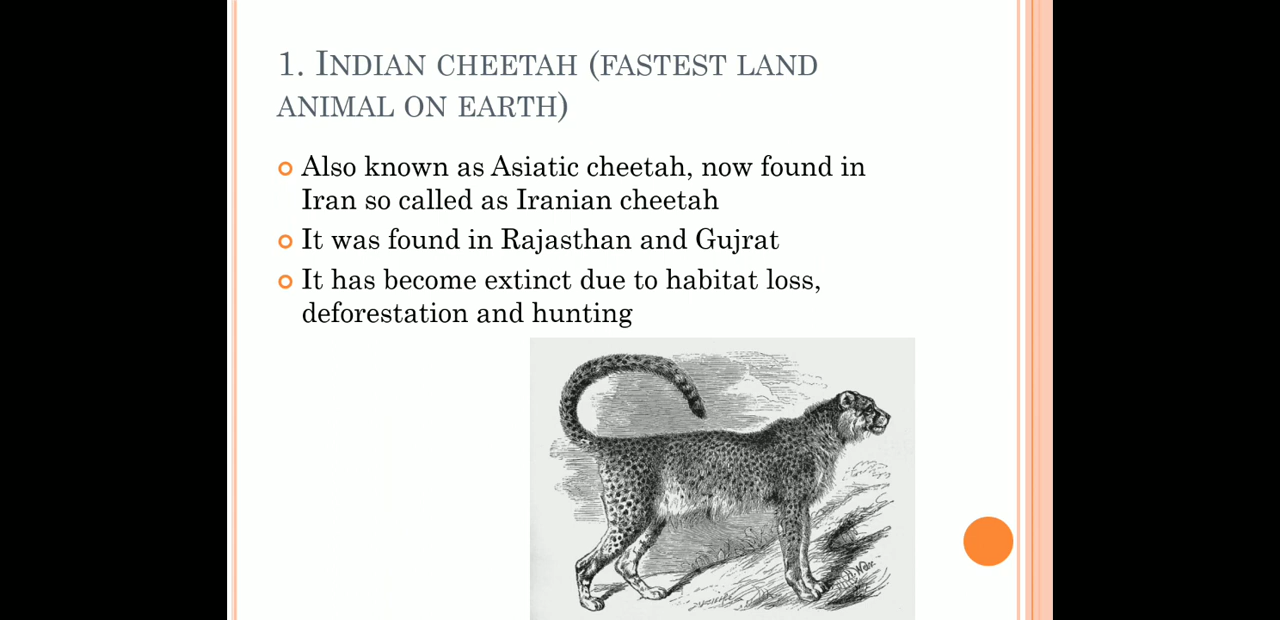 1. INDIAN CHEETAH (FASTEST LAND
ANIMAL ON EARTH)
Also known as Asiatic cheetah, now found in
Iran so called as Iranian cheetah
It was found in Rajasthan and Gujrat
It has become extinct due to habitat loss,
deforestation and hunting